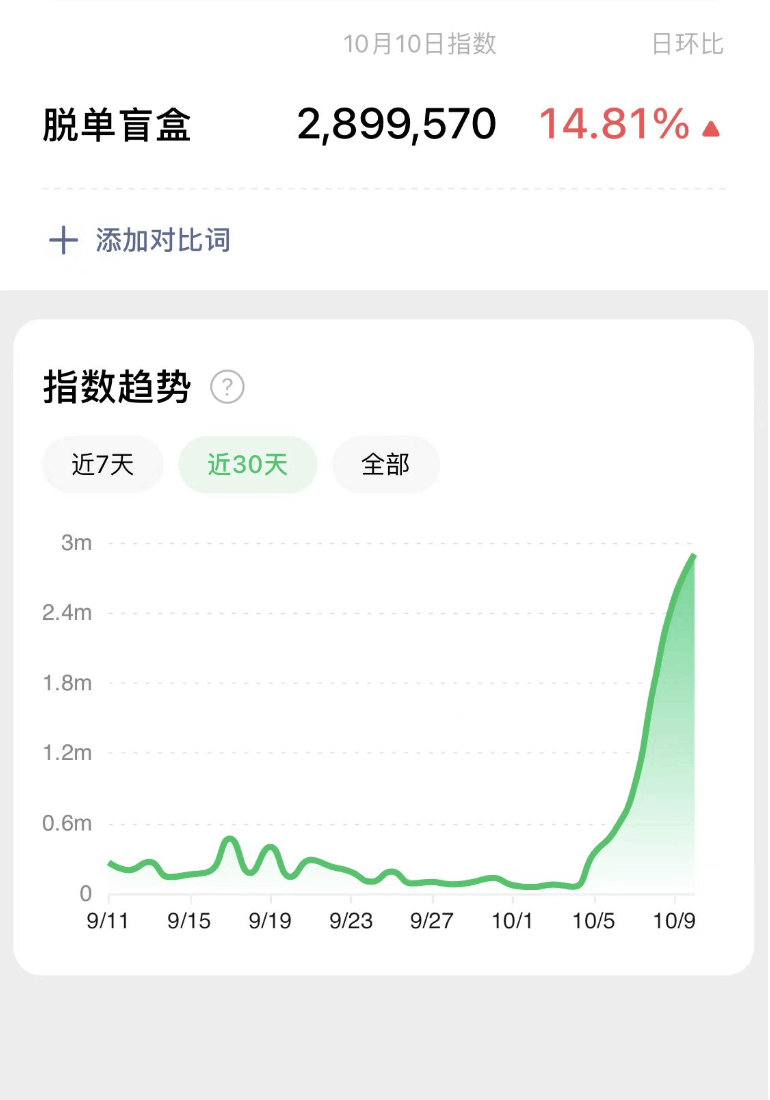 10月10日指数 日环比
脱单盲盒 2,899,570 14.81% ▲
+ 添加对比词
指数趋势 ?
近7天 近30天 全部
3m
2.4m
1.8m
1.2m
0.6m
0
9/11 9/15 9/19 9/23 9/27 10/1 10/5 10/9